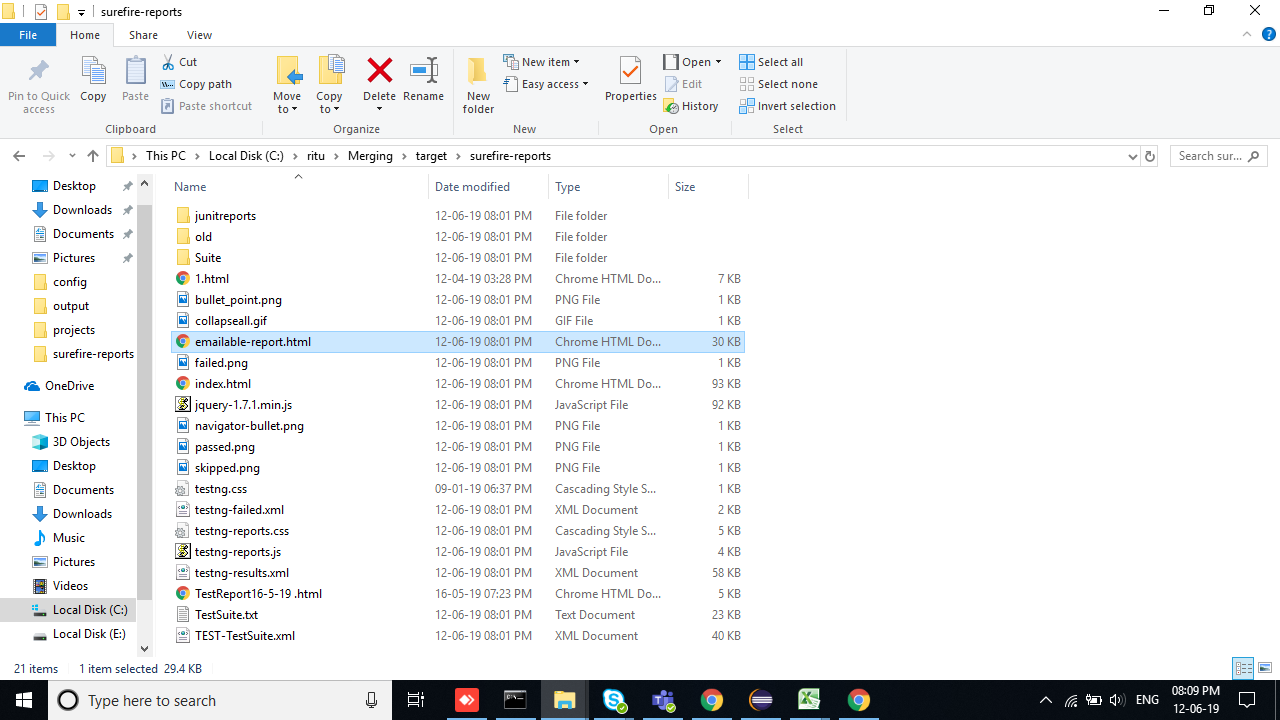 surefire-reports
File Home Share View
Pin to Quick access
Copy
Paste
Cut
Copy path
Paste shortcut
Clipboard
Move to
Copy to
Delete
Rename
Organize
New folder
New item
Easy access
New
Properties
Open
Edit
History
Open
Select all
Select none
Invert selection
Select
This PC Local Disk (C:) ritu Merging target surefire-reports
Search sur...
Desktop
Downloads
Documents
Pictures
config
output
projects
surefire-reports
OneDrive
This PC
3D Objects
Desktop
Documents
Downloads
Music
Pictures
Videos
Local Disk (C:)
Local Disk (E:)
Name Date modified Type Size
junitreports 12-06-19 08:01 PM File folder
old 12-06-19 08:01 PM File folder
Suite 12-06-19 08:01 PM File folder
1.html 12-04-19 03:28 PM Chrome HTML Do... 7 KB
bullet_point.png 12-06-19 08:01 PM PNG File 1 KB
collapseall.gif 12-06-19 08:01 PM GIF File 1 KB
emailable-report.html 12-06-19 08:01 PM Chrome HTML Do... 30 KB
failed.png 12-06-19 08:01 PM PNG File 1 KB
index.html 12-06-19 08:01 PM Chrome HTML Do... 93 KB
jquery-1.7.1.min.js 12-06-19 08:01 PM JavaScript File 92 KB
navigator-bullet.png 12-06-19 08:01 PM PNG File 1 KB
passed.png 12-06-19 08:01 PM PNG File 1 KB
skipped.png 12-06-19 08:01 PM PNG File 1 KB
testng.css 09-01-19 06:37 PM Cascading Style S... 1 KB
testng-failed.xml 12-06-19 08:01 PM XML Document 2 KB
testng-reports.css 12-06-19 08:01 PM Cascading Style S... 5 KB
testng-reports.js 12-06-19 08:01 PM JavaScript File 4 KB
testng-results.xml 12-06-19 08:01 PM XML Document 58 KB
TestReport16-5-19 .html 16-05-19 07:23 PM Chrome HTML Do... 5 KB
TestSuite.txt 12-06-19 08:01 PM Text Document 23 KB
TEST-TestSuite.xml 12-06-19 08:01 PM XML Document 40 KB
21 items 1 item selected 29.4 KB
Type here to search
ENG
08:09 PM
12-06-19